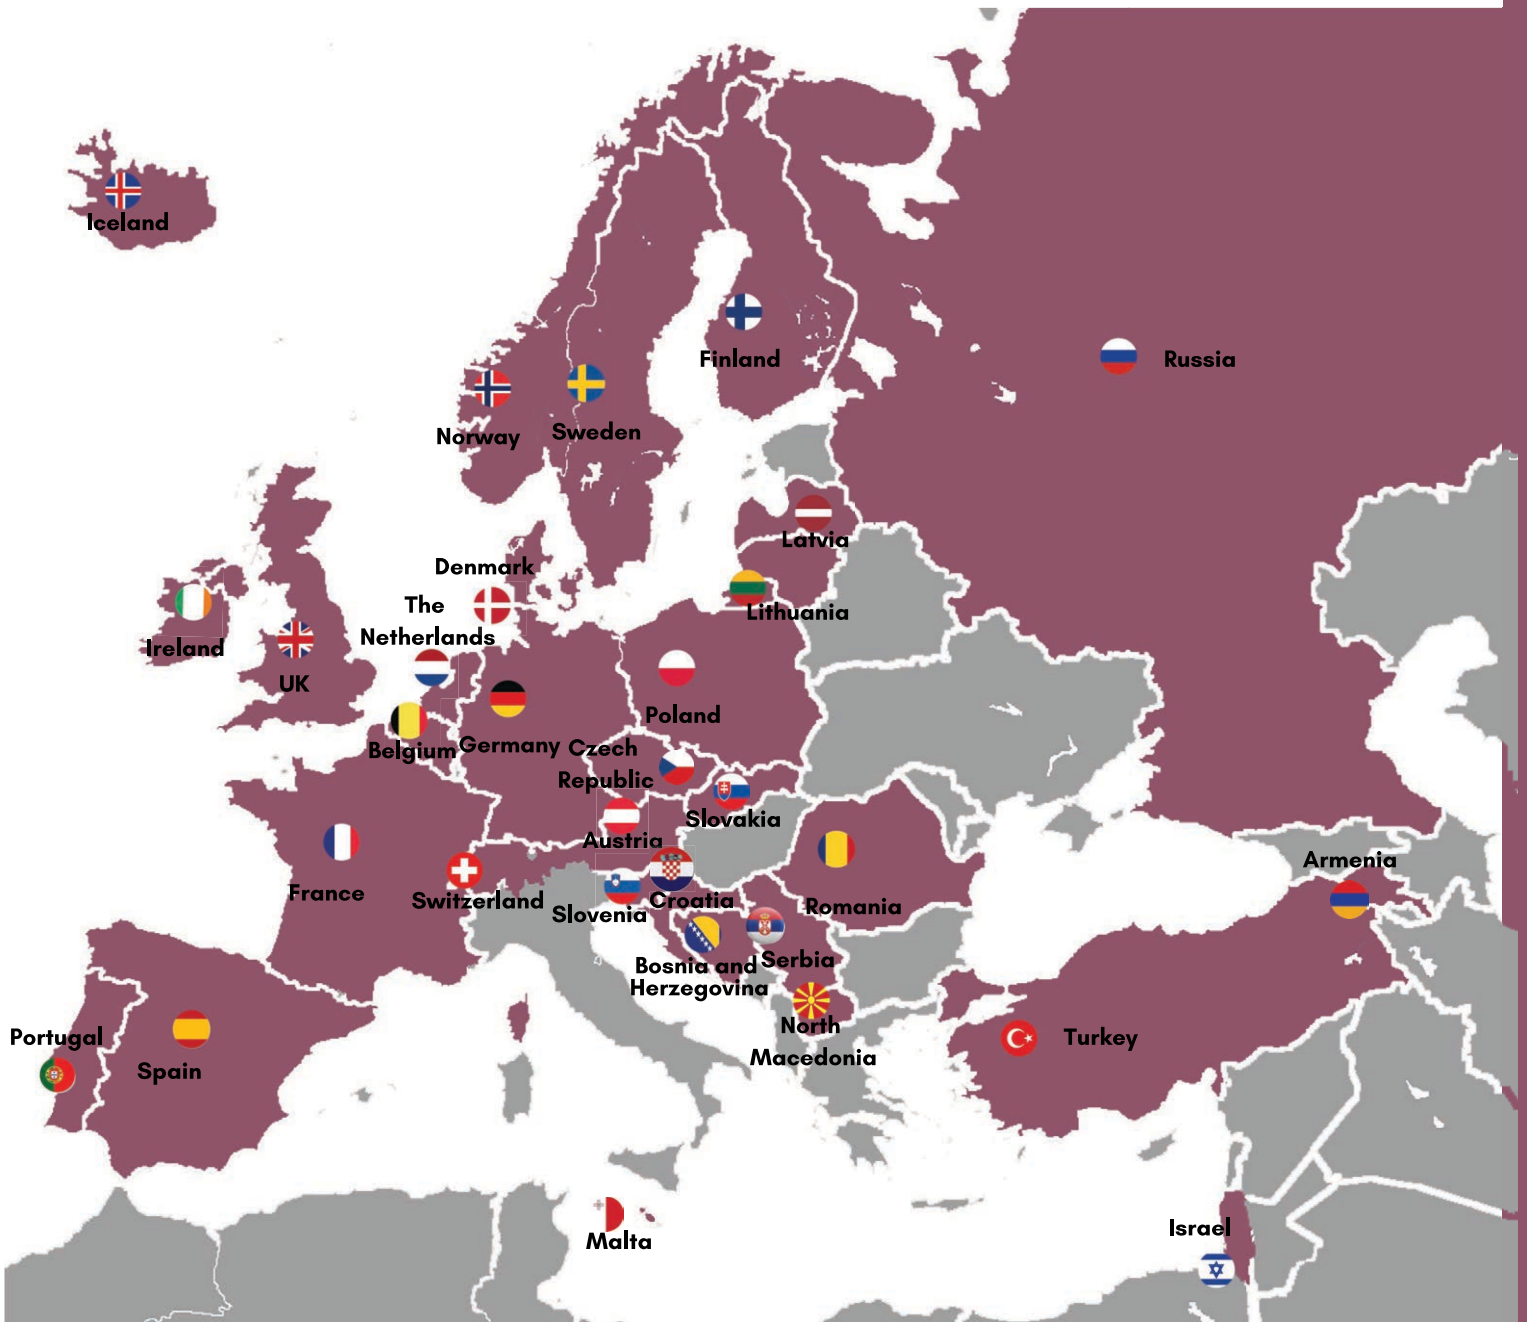 Iceland
Finland
Russia
Norway
Sweden
Latvia
Denmark
The
Netherlands
Lithuania
Ireland
UK
Poland
Belgium
Germany
Czech
Republic
Slovakia
Austria
Armenia
France
Switzerland
Slovenia
Croatia
Romania
Bosnia and
Herzegovina
Serbia
North
Macedonia
Portugal
Spain
Turkey
Israel
Malta